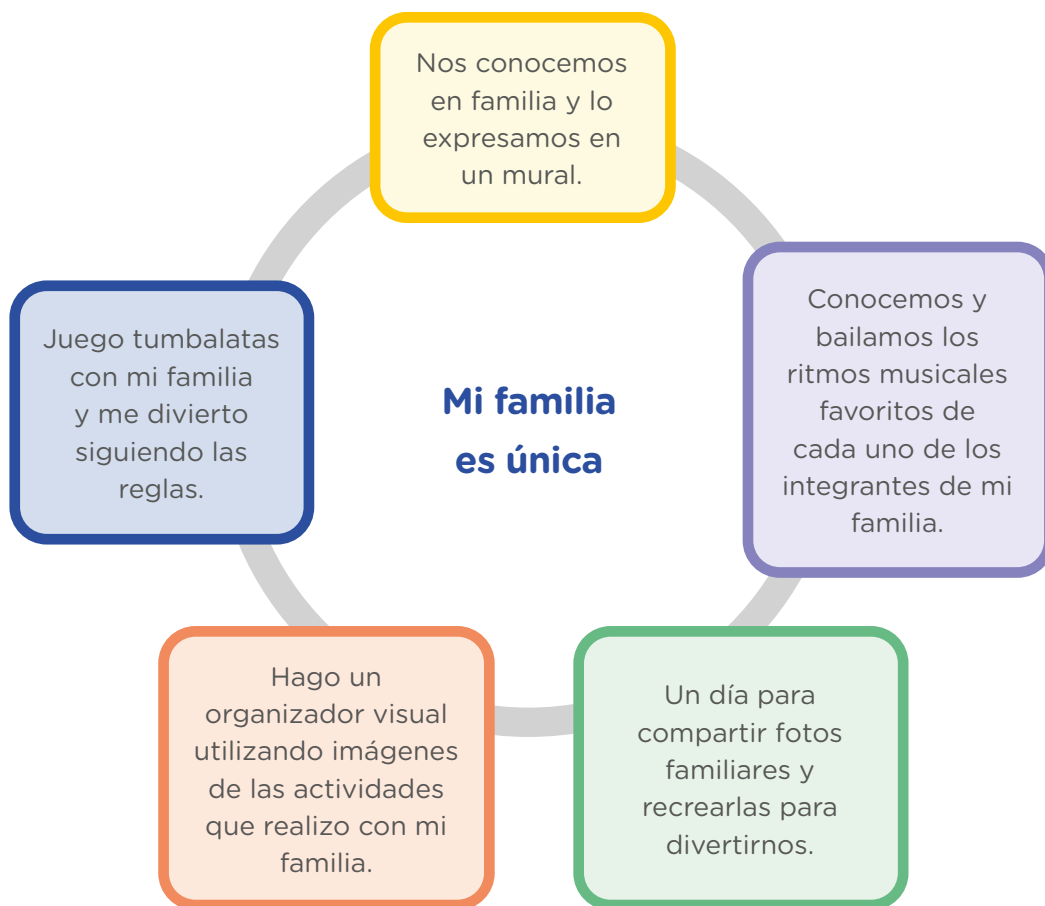 Nos conocemos
en familia y lo
expresamos en
un mural.
Conocemos y
bailamos los
ritmos musicales
favoritos de
cada uno de los
integrantes de mi
familia.
Un día para
compartir fotos
familiares y
recrearlas para
divertirnos.
Hago un
organizador visual
utilizando imágenes
de las actividades
que realizo con mi
familia.
Juego tumbalatas
con mi familia
y me divierto
siguiendo las
reglas.
Mi familia
es única